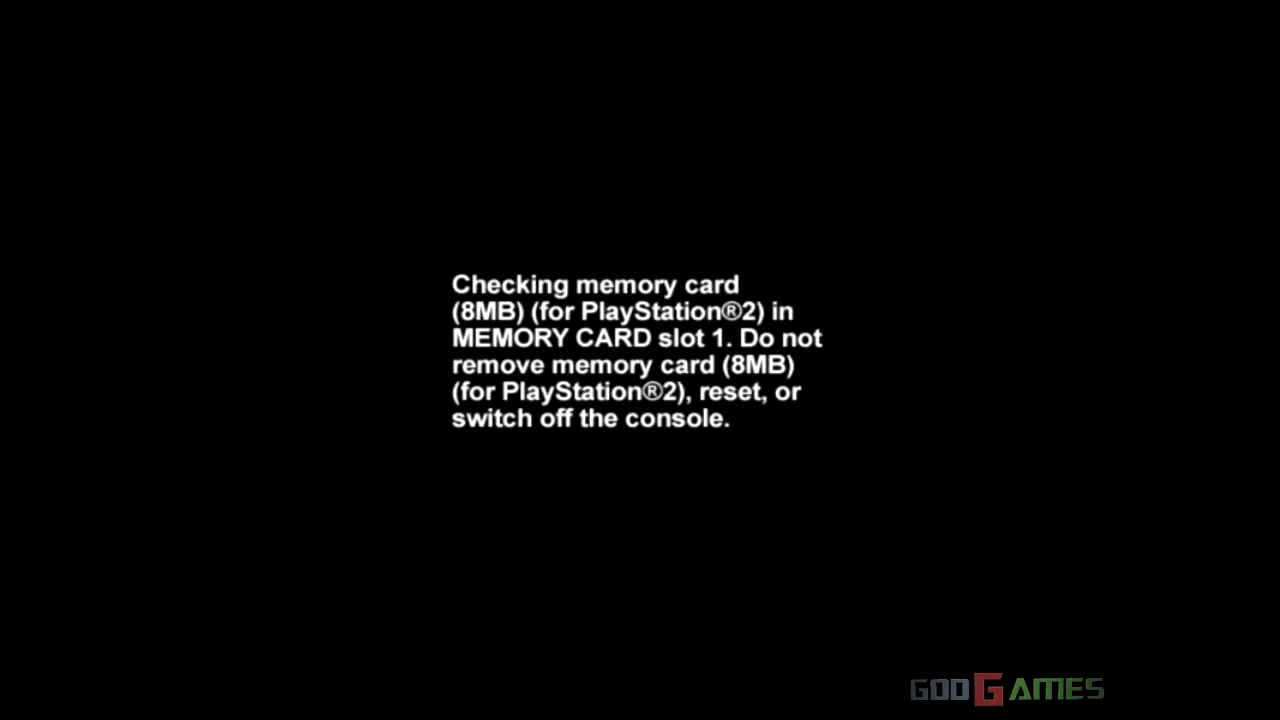 Checking memory card
(8MB) (for PlayStation®2) in
MEMORY CARD slot 1. Do not
remove memory card (8MB)
(for PlayStation®2), reset, or
switch off the console.
GODGAMES